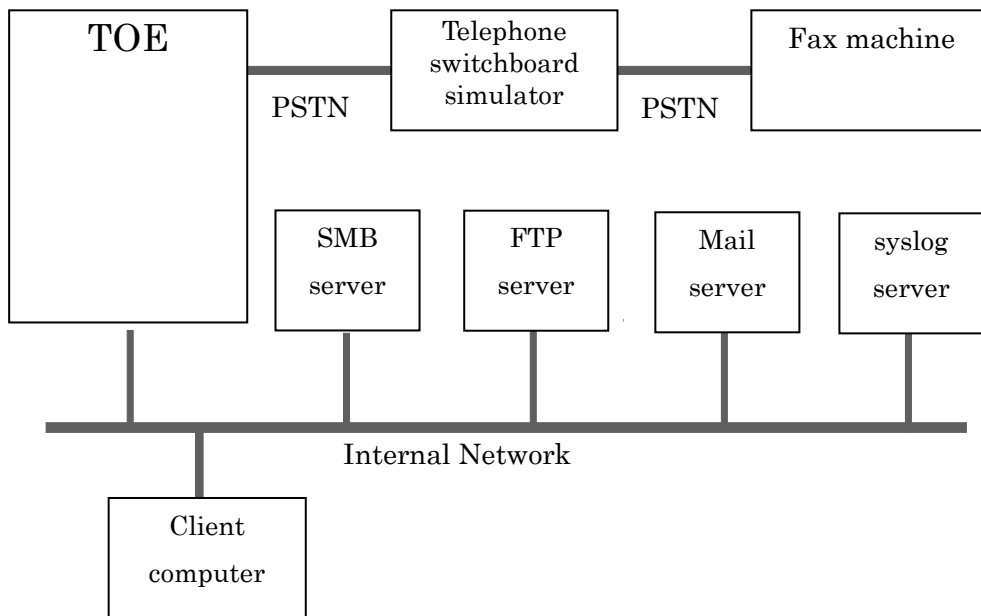 TOE
Telephone
switchboard
simulator
Fax machine
PSTN
PSTN
SMB
server
FTP
server
Mail
server
syslog
server
Internal Network
Client
computer